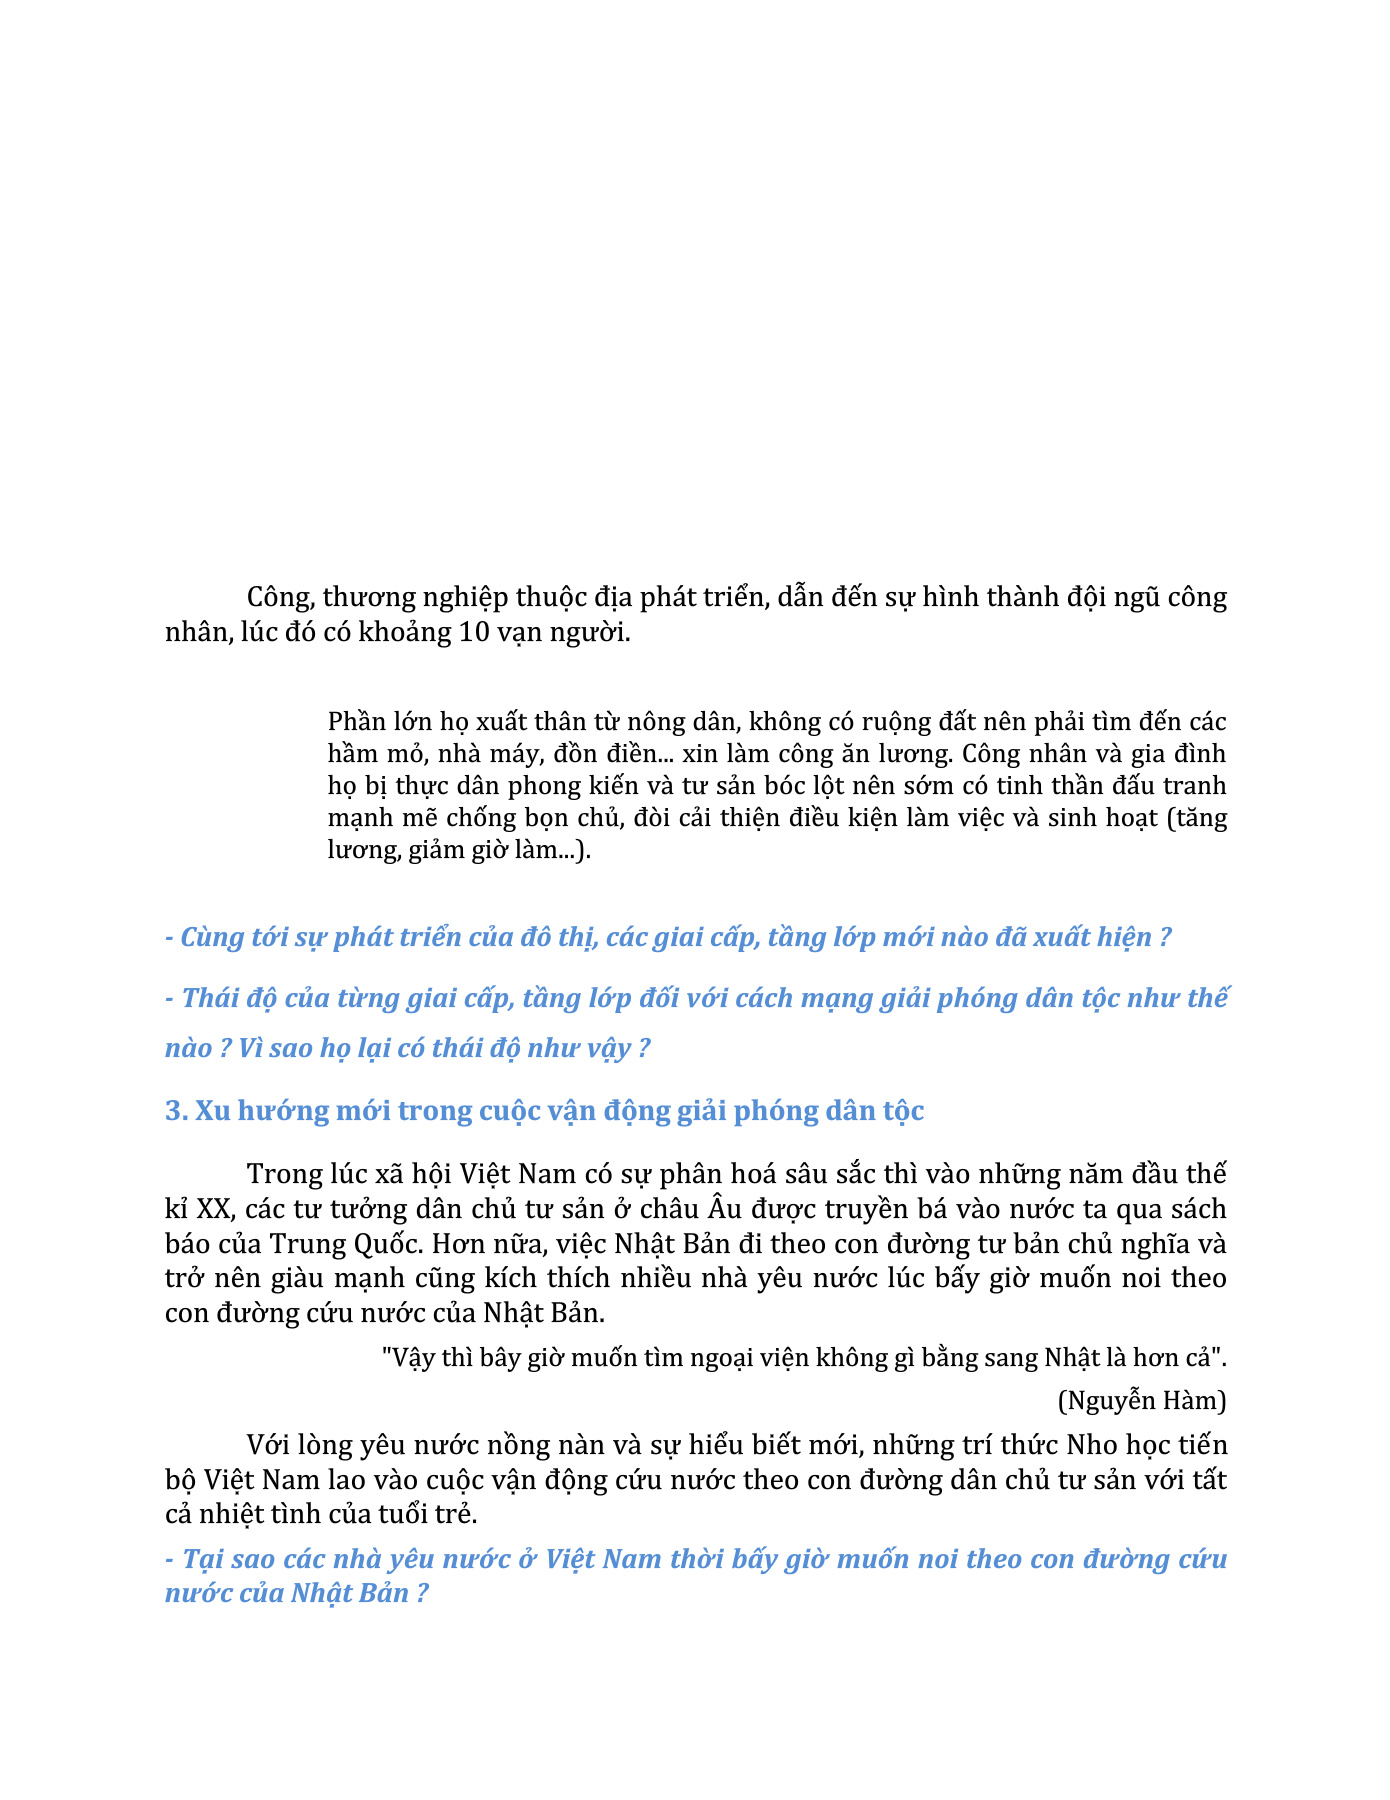 Công, thương nghiệp thuộc địa phát triển, dẫn đến sự hình thành đội ngũ công
nhân, lúc đó có khoảng 10 vạn người.
Phần lớn họ xuất thân từ nông dân, không có ruộng đất nên phải tìm đến các
hầm mỏ, nhà máy, đồn điền... xin làm công ăn lương. Công nhân và gia đình
họ bị thực dân phong kiến và tư sản bóc lột nên sớm có tinh thần đấu tranh
mạnh mẽ chống bọn chủ, đòi cải thiện điều kiện làm việc và sinh hoạt (tăng
lương, giảm giờ làm...).
- Cùng tới sự phát triển của đô thị, các giai cấp, tầng lớp mới nào đã xuất hiện ?
- Thái độ của từng giai cấp, tầng lớp đối với cách mạng giải phóng dân tộc như thế
nào ? Vì sao họ lại có thái độ như vậy ?
3. Xu hướng mới trong cuộc vận động giải phóng dân tộc
Trong lúc xã hội Việt Nam có sự phân hoá sâu sắc thì vào những năm đầu thế
kỉ XX, các tư tưởng dân chủ tư sản ở châu Âu được truyền bá vào nước ta qua sách
báo của Trung Quốc. Hơn nữa, việc Nhật Bản đi theo con đường tư bản chủ nghĩa và
trở nên giàu mạnh cũng kích thích nhiều nhà yêu nước lúc bấy giờ muốn noi theo
con đường cứu nước của Nhật Bản.
"Vậy thì bây giờ muốn tìm ngoại viện không gì bằng sang Nhật là hơn cả".
(Nguyễn Hàm)
Với lòng yêu nước nồng nàn và sự hiểu biết mới, những trí thức Nho học tiến
bộ Việt Nam lao vào cuộc vận động cứu nước theo con đường dân chủ tư sản với tất
cả nhiệt tình của tuổi trẻ.
- Tại sao các nhà yêu nước ở Việt Nam thời bấy giờ muốn noi theo con đường cứu
nước của Nhật Bản ?